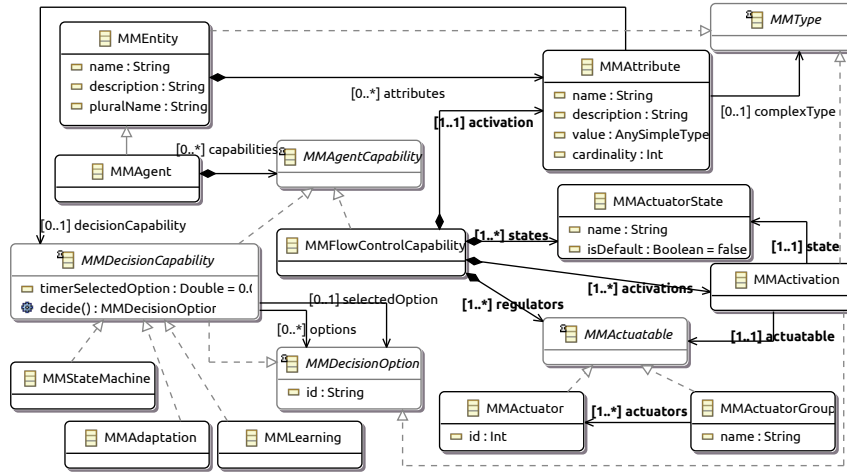 MMType
MMEntity
name : String
description : String
pluralName : String
[0..*] attributes
MMAttribute
name : String
description : String
value : AnySimpleType
cardinality : Int
[0..1] complexType
[1..1] activation
MMAgent
[0..*] capabilities
MMAgentCapability
[0..1] decisionCapability
MMFlowControlCapability
[1..*] states
MMActuatorState
name : String
isDefault : Boolean = false
[1..1] state
MMDecisionCapability
timerSelectedOption : Double = 0.0
decide() : MMDecisionOption
[0..1] selectedOption
[0..*] options
[1..*] regulators
[1..*] activations
MMActivation
[1..1] actuatable
MMActuatable
MMDecisionOption
id : String
MMStateMachine
MMAdaptation
MMLearning
MMActuator
id : Int
[1..*] actuators
MMActuatorGroup
name : String